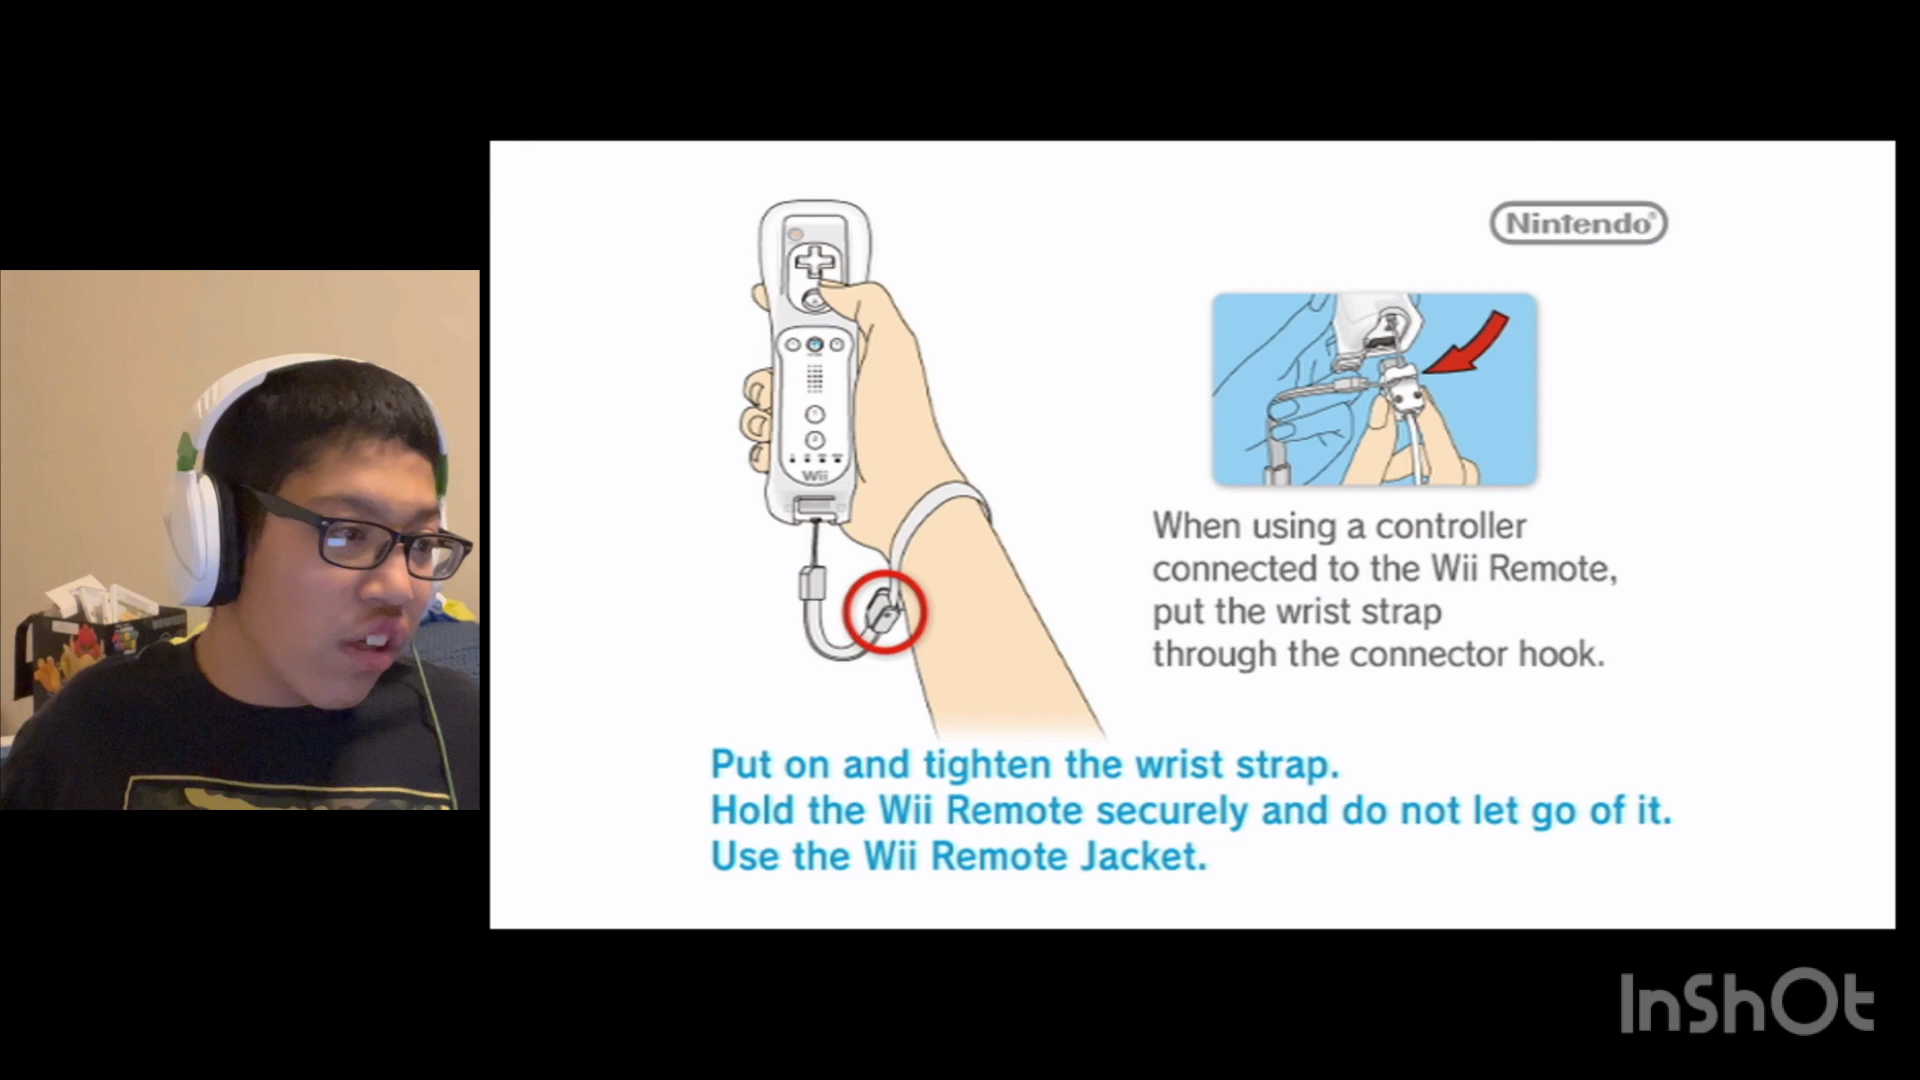 Nintendo®
Wii
When using a controller
connected to the Wii Remote,
put the wrist strap
through the connector hook.
Put on and tighten the wrist strap.
Hold the Wii Remote securely and do not let go of it.
Use the Wii Remote Jacket.
InShOt